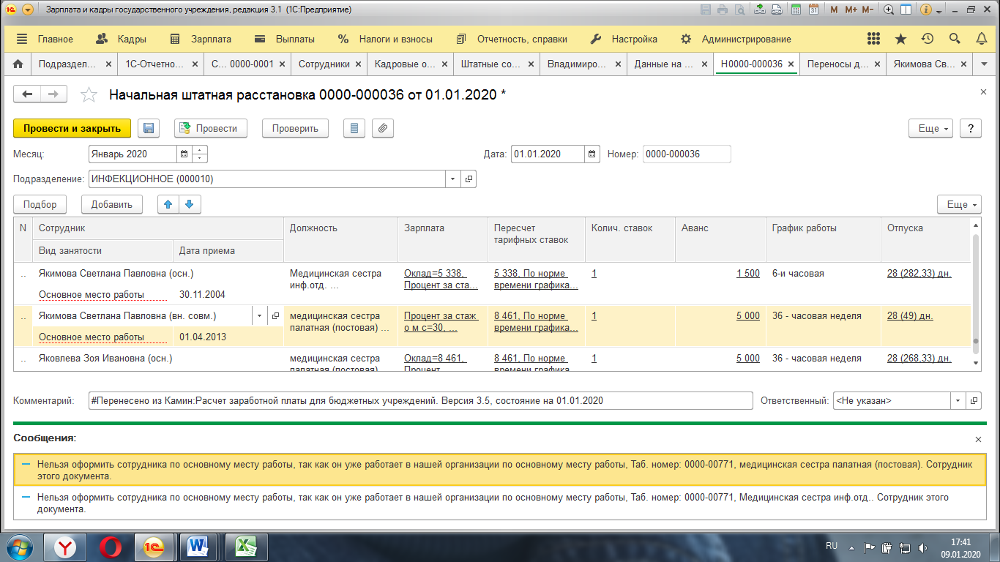 Зарплата и кадры государственного учреждения, редакция 3.1 (1С:Предприятие)
M M+ M-
Главное Кадры Зарплата Выплаты Налоги и взносы Отчетность, справки Настройка Администрирование
Подраздел... 1С-Отчетно... С... 0000-0001 Сотрудники Кадровые о... Штатные со... Владимиро... Данные на ... Н0000-000036 Переносы д... Якимова Св...
Начальная штатная расстановка 0000-000036 от 01.01.2020 *
Провести и закрыть Провести Проверить Еще ?
Месяц: Январь 2020 Дата: 01.01.2020 Номер: 0000-000036
Подразделение: ИНФЕКЦИОННОЕ (000010)
Подбор Добавить Еще
N Сотрудник Должность Зарплата Пересчет Колич. ставок Аванс График работы Отпуска
тарифных ставок
Вид занятости Дата приема
.. Якимова Светлана Павловна (осн.) Медицинская сестра Оклад=5 338, 5 338, По норме 1 1 500 6-и часовая 28 (282,33) дн.
инф.отд. ... Процент за ста... времени графика...
Основное место работы 30.11.2004
.. Якимова Светлана Павловна (вн. совм.) медицинская сестра Процент за стаж 8 461, По норме 1 5 000 36 - часовая неделя 28 (49) дн.
палатная (постовая) ... о м с=30, ... времени графика...
Основное место работы 01.04.2013
.. Яковлева Зоя Ивановна (осн.) медицинская сестра Оклад=8 461, 8 461, По норме 1 5 000 36 - часовая неделя 28 (268,33) дн.
палатная (постовая) Процент времени графика
Комментарий: #Перенесено из Камин:Расчет заработной платы для бюджетных учреждений. Версия 3.5, состояние на 01.01.2020 Ответственный: <Не указан>
Сообщения:
Нельзя оформить сотрудника по основному месту работы, так как он уже работает в нашей организации по основному месту работы, Таб. номер: 0000-00771, медицинская сестра палатная (постовая). Сотрудник
этого документа.
Нельзя оформить сотрудника по основному месту работы, так как он уже работает в нашей организации по основному месту работы, Таб. номер: 0000-00771, Медицинская сестра инф.отд.. Сотрудник этого
документа.
RU 17:41
09.01.2020